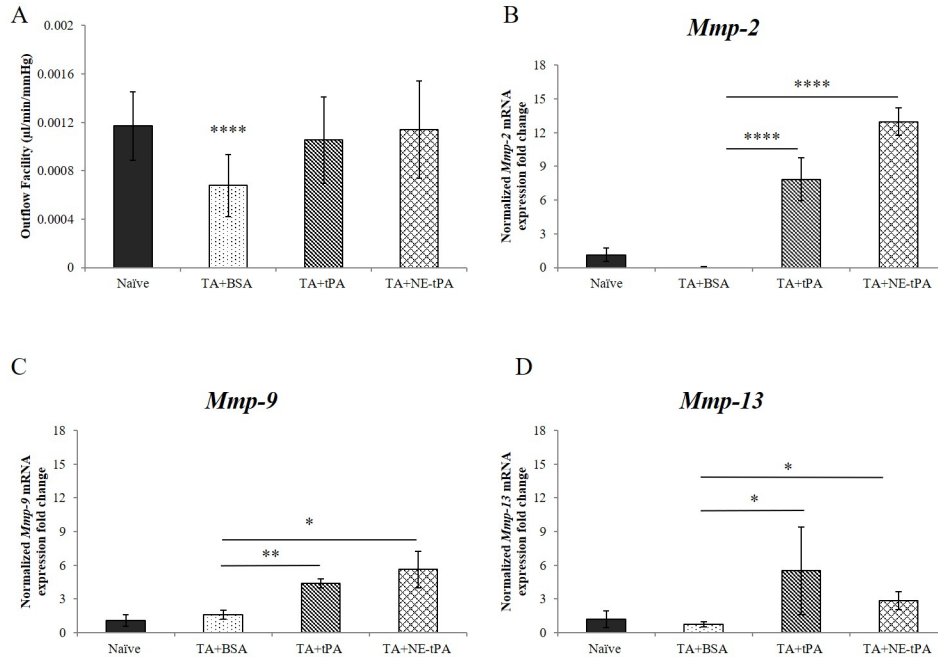 A
Outflow Facility (µl/min/mmHg)
0.002
0.0016
0.0012
0.0008
0.0004
0
****
Naïve
TA+BSA
TA+tPA
TA+NE-tPA
B
Mmp-2
Normalized Mmp-2 mRNA
expression fold change
18
15
12
9
6
3
0
****
****
Naïve
TA+BSA
TA+tPA
TA+NE-tPA
C
Mmp-9
Normalized Mmp-9 mRNA
expression fold change
18
15
12
9
6
3
0
*
**
Naïve
TA+BSA
TA+tPA
TA+NE-tPA
D
Mmp-13
Normalized Mmp-13 mRNA
expression fold change
18
15
12
9
6
3
0
*
*
Naïve
TA+BSA
TA+tPA
TA+NE-tPA